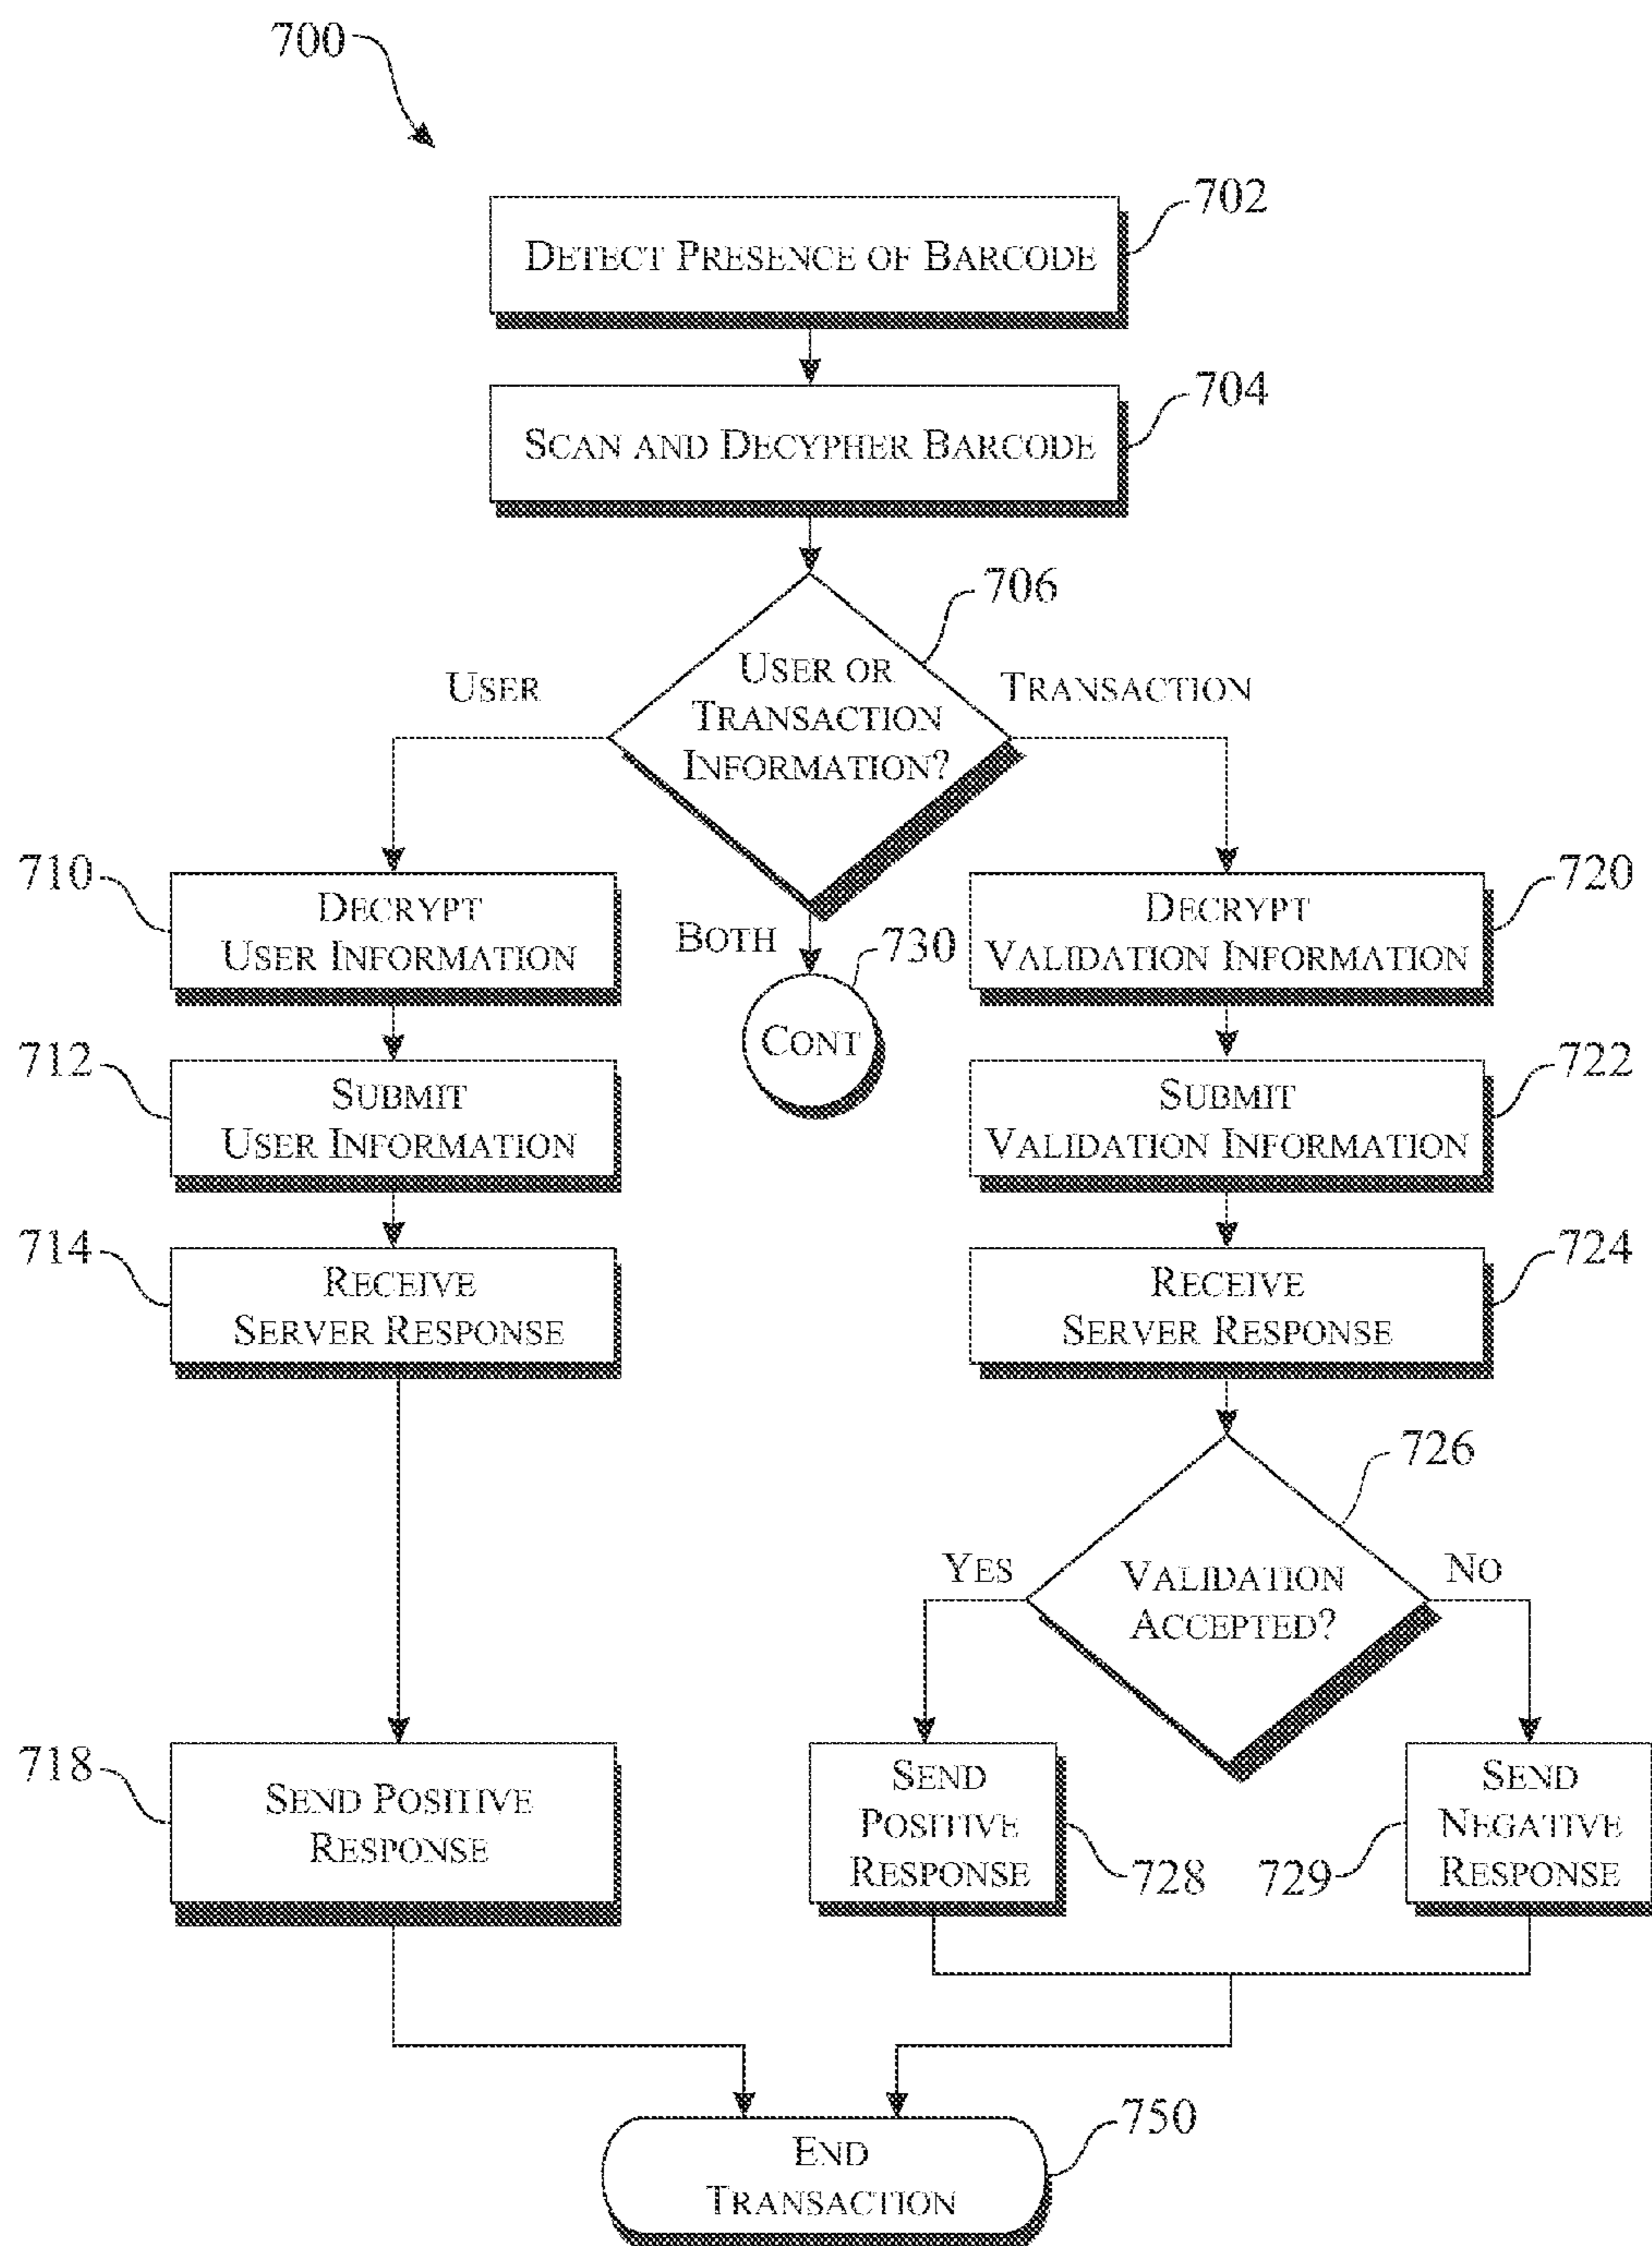 700
702
DETECT PRESENCE OF BARCODE
704
SCAN AND DECYPHER BARCODE
706
USER OR
TRANSACTION
INFORMATION?
USER
TRANSACTION
BOTH
730
CONT
710
DECRYPT
USER INFORMATION
720
DECRYPT
VALIDATION INFORMATION
712
SUBMIT
USER INFORMATION
722
SUBMIT
VALIDATION INFORMATION
714
RECEIVE
SERVER RESPONSE
724
RECEIVE
SERVER RESPONSE
726
YES
VALIDATION
ACCEPTED?
NO
718
SEND POSITIVE
RESPONSE
SEND
POSITIVE
RESPONSE
728
729
SEND
NEGATIVE
RESPONSE
750
END
TRANSACTION